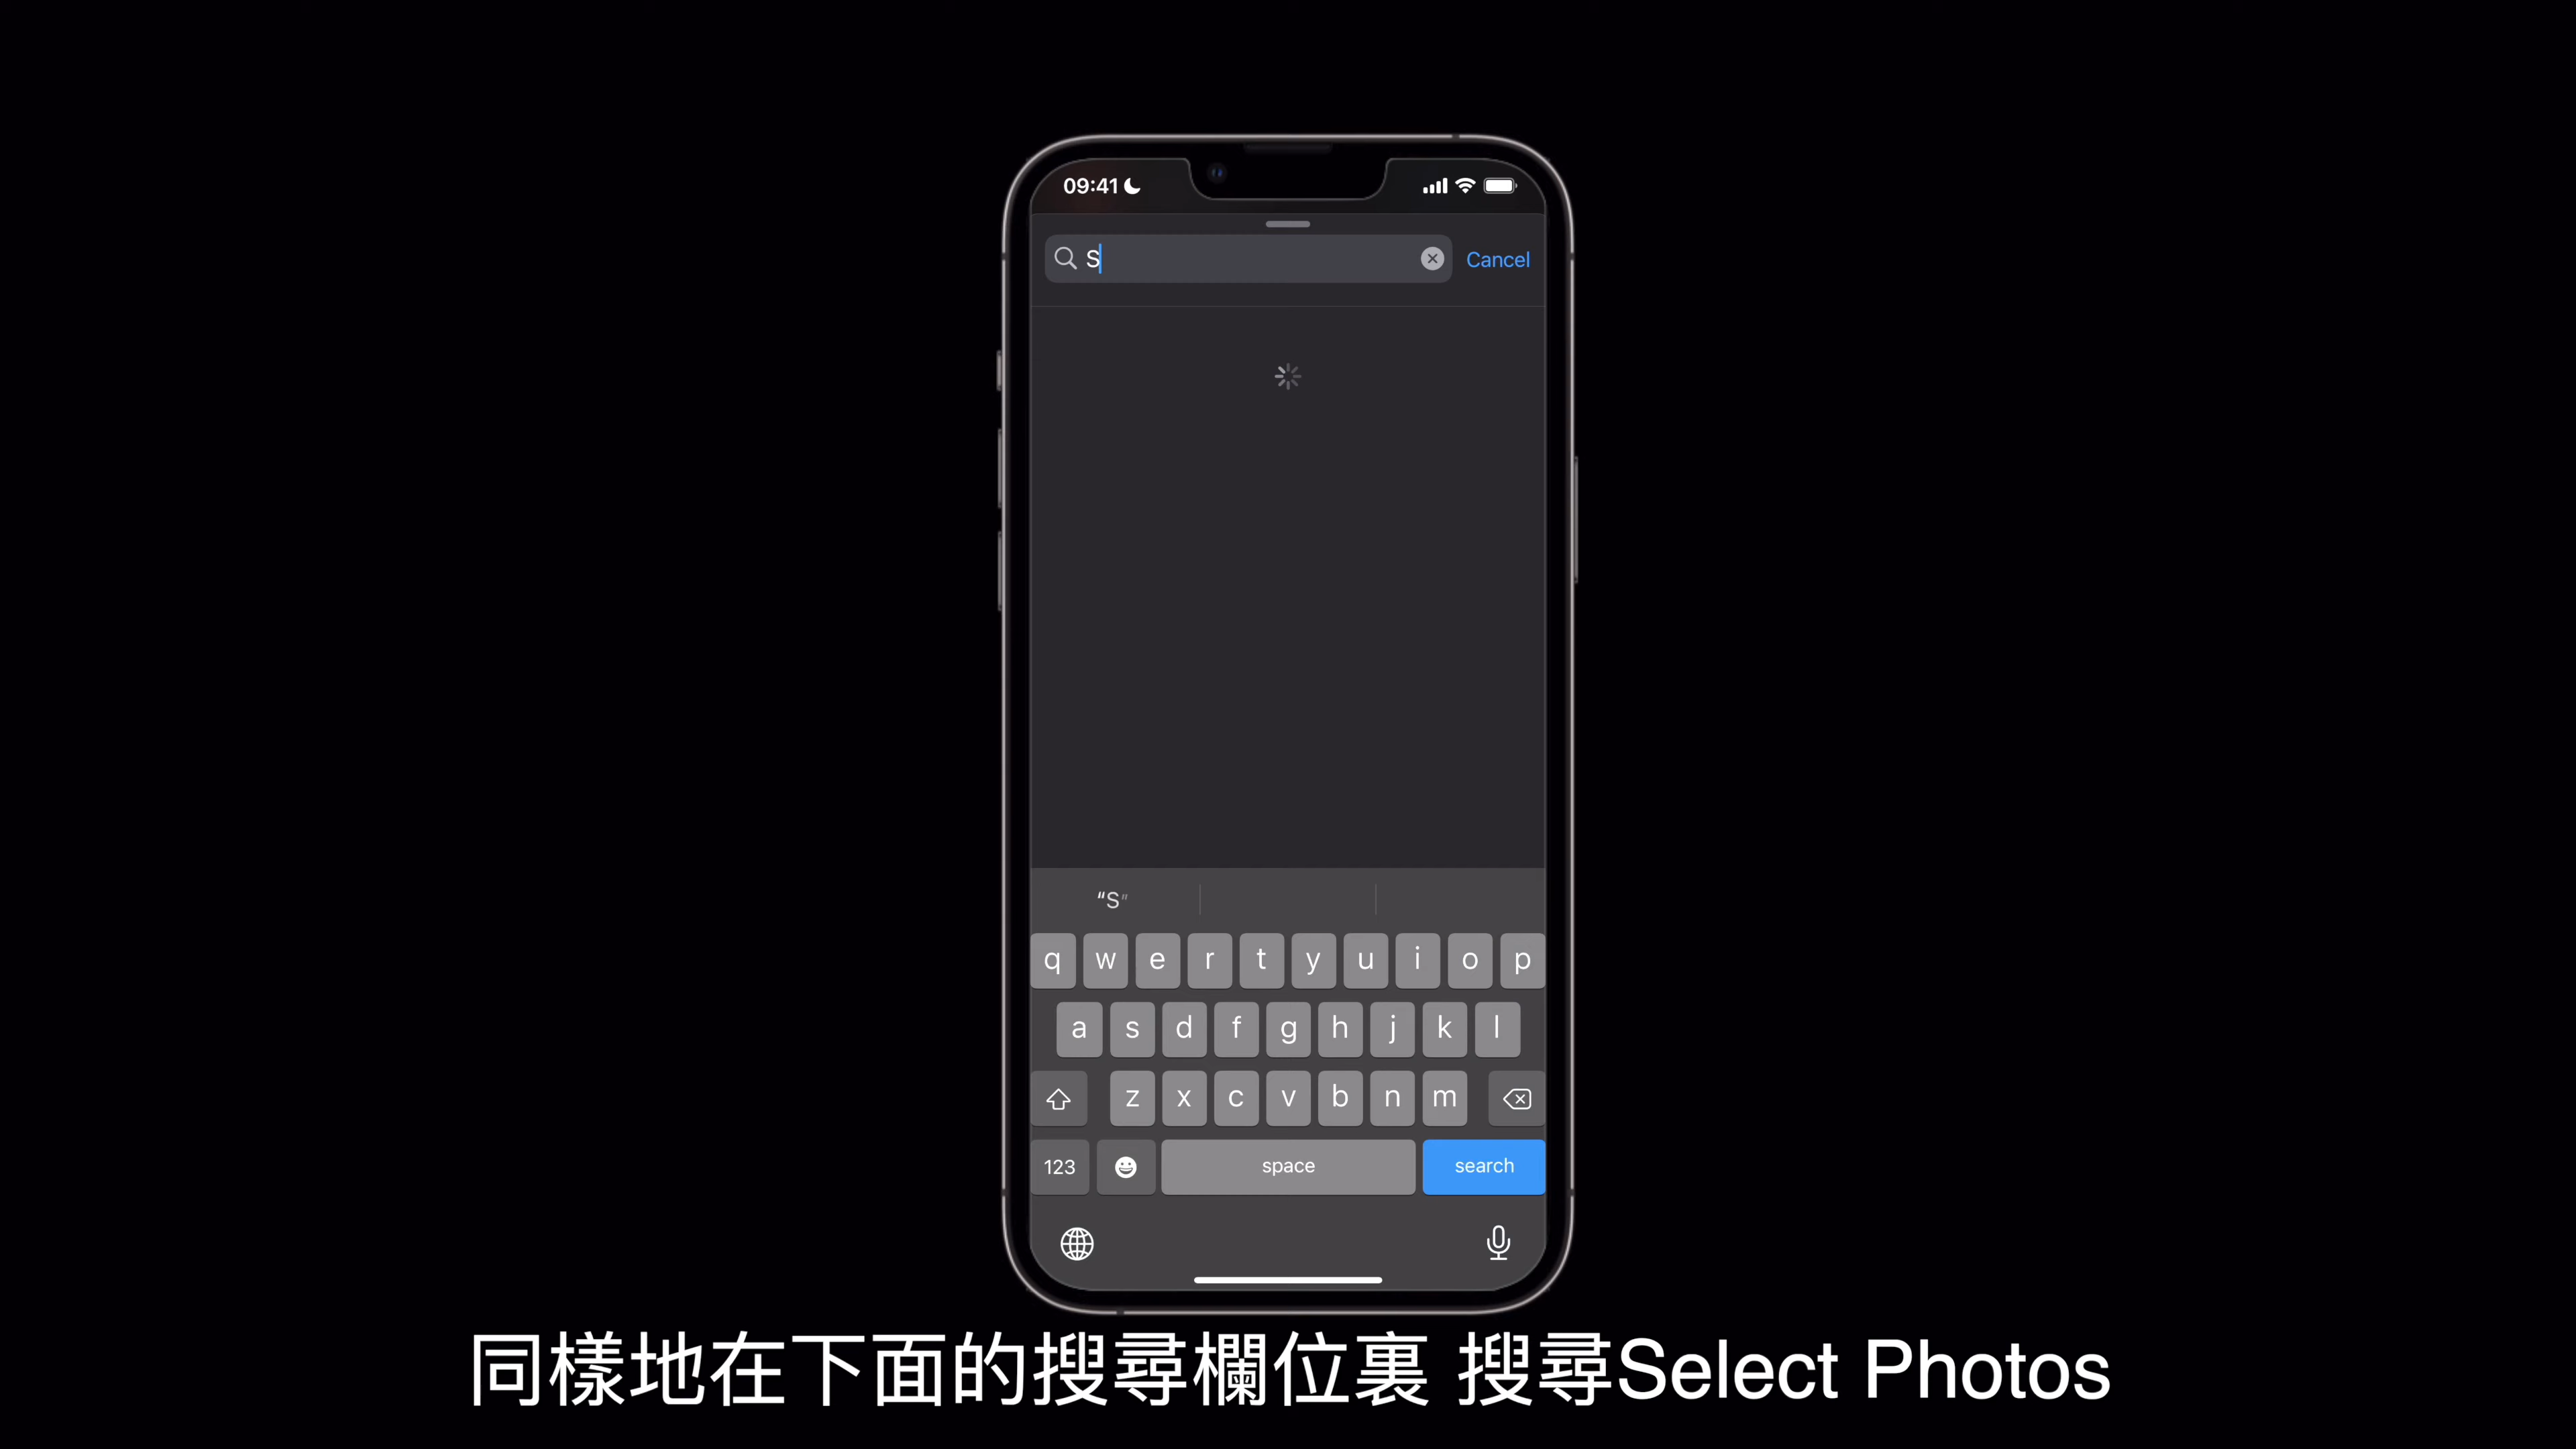 09:41
S
Cancel
“S”
q w e r t y u i o p
a s d f g h j k l
z x c v b n m
123 space search
同樣地在下面的搜尋欄位裏 搜尋Select Photos